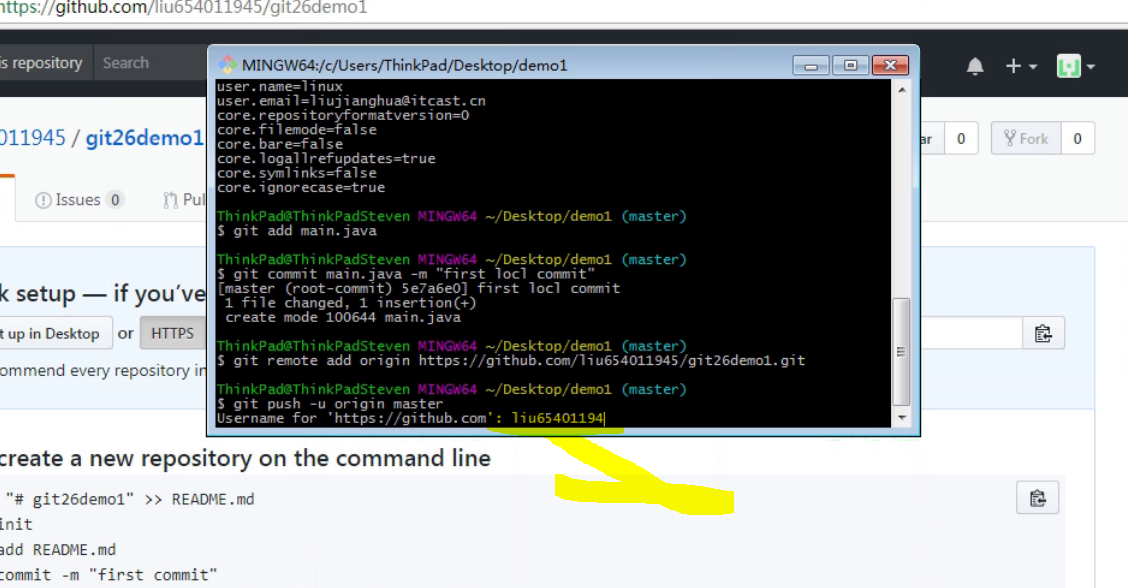 https://github.com/liu654011945/git26demo1
is repository Search
MINGW64:/c/Users/ThinkPad/Desktop/demo1
user.name=linux
user.email=liujianghua@itcast.cn
core.repositoryformatversion=0
core.filemode=false
core.bare=false
core.logallrefupdates=true
core.symlinks=false
core.ignorecase=true
011945 / git26demo1
ar 0 Fork 0
Issues 0 Pul
ThinkPad@ThinkPadSteven MINGW64 ~/Desktop/demo1 (master)
$ git add main.java
ThinkPad@ThinkPadSteven MINGW64 ~/Desktop/demo1 (master)
$ git commit main.java -m "first locl commit"
[master (root-commit) 5e7a6e0] first locl commit
1 file changed, 1 insertion(+)
create mode 100644 main.java
ThinkPad@ThinkPadSteven MINGW64 ~/Desktop/demo1 (master)
$ git remote add origin https://github.com/liu654011945/git26demo1.git
ThinkPad@ThinkPadSteven MINGW64 ~/Desktop/demo1 (master)
$ git push -u origin master
Username for 'https://github.com': liu65401194
k setup — if you've
t up in Desktop or HTTPS
ommend every repository in
create a new repository on the command line
"# git26demo1" >> README.md
init
add README.md
commit -m "first commit"